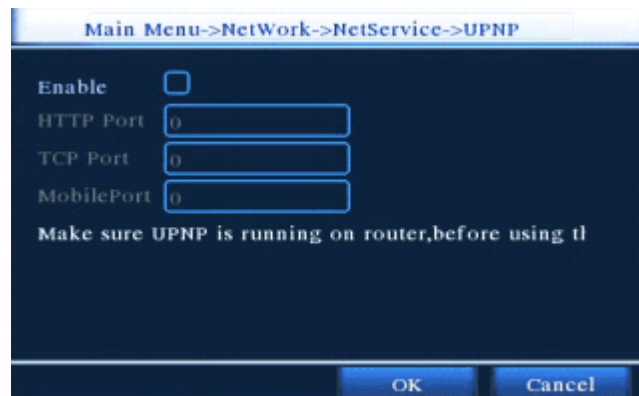 Main Menu->NetWork->NetService->UPNP
Enable
HTTP Port 0
TCP Port 0
MobilePort 0
Make sure UPNP is running on router,before using
OK Cancel